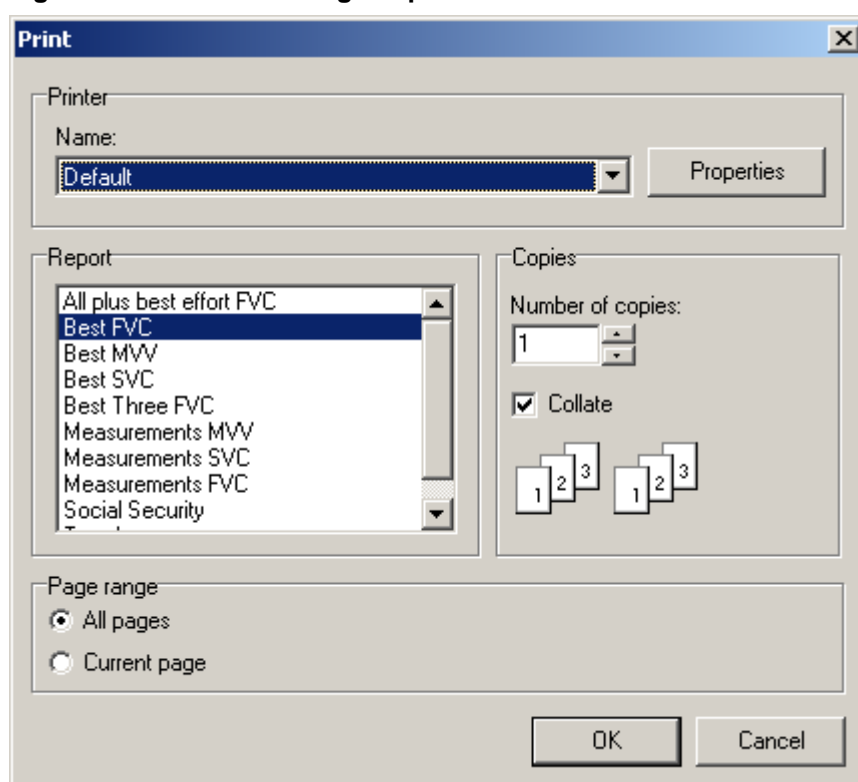 Print
Printer
Name:
Default
Properties
Report
All plus best effort FVC
Best FVC
Best MVV
Best SVC
Best Three FVC
Measurements MVV
Measurements SVC
Measurements FVC
Social Security
Copies
Number of copies:
1
Collate
1 2 3 1 2 3
Page range
All pages
Current page
OK Cancel